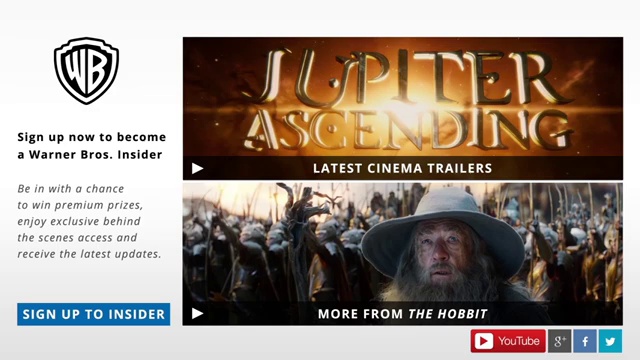 WB
Sign up now to become
a Warner Bros. Insider
Be in with a chance
to win premium prizes,
enjoy exclusive behind
the scenes access and
receive the latest updates.
SIGN UP TO INSIDER
JUPITER
ASCENDING
LATEST CINEMA TRAILERS
MORE FROM THE HOBBIT
YouTube
g+
f